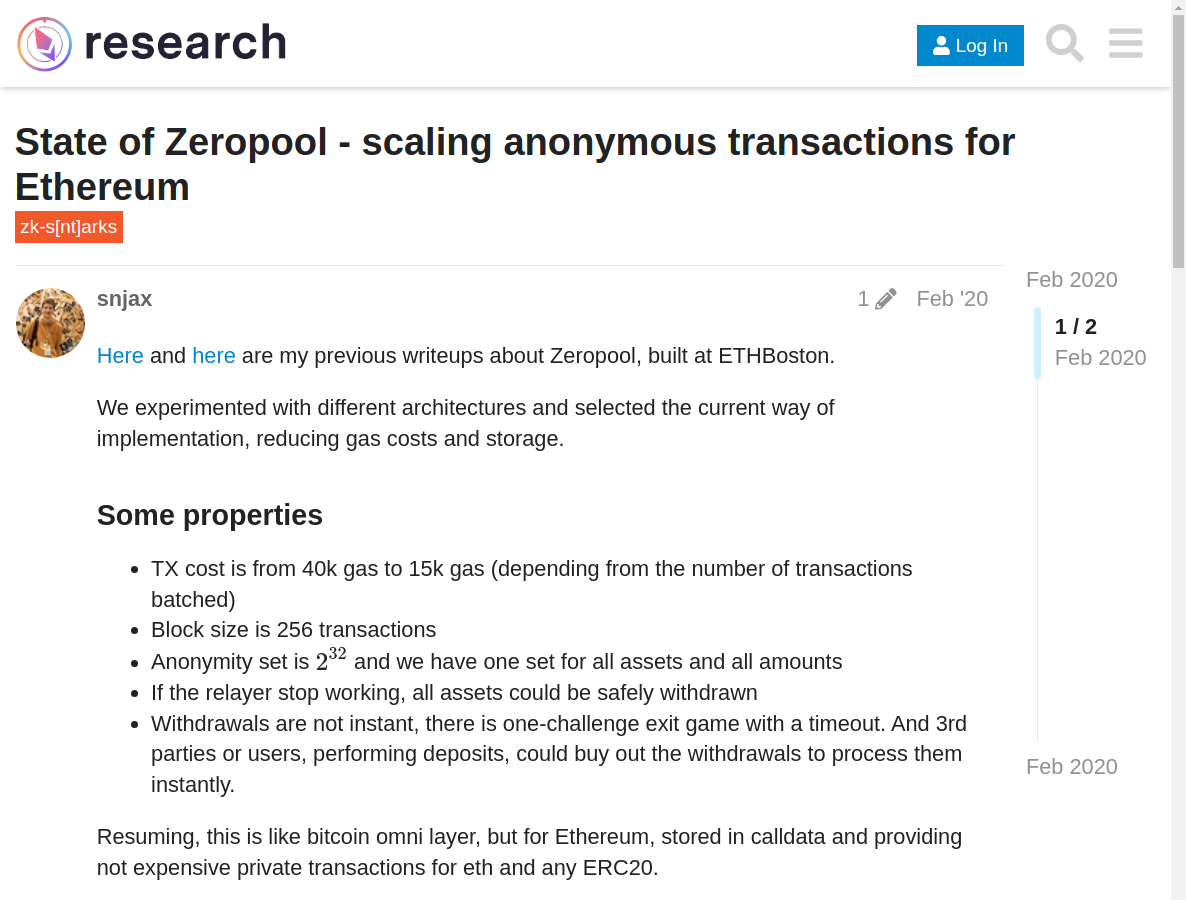 research
Log In
State of Zeropool - scaling anonymous transactions for
Ethereum
zk-s[nt]arks
snjax
1
Feb '20
Here and here are my previous writeups about Zeropool, built at ETHBoston.
We experimented with different architectures and selected the current way of
implementation, reducing gas costs and storage.
Some properties
• TX cost is from 40k gas to 15k gas (depending from the number of transactions
batched)
• Block size is 256 transactions
• Anonymity set is 2^32 and we have one set for all assets and all amounts
• If the relayer stop working, all assets could be safely withdrawn
• Withdrawals are not instant, there is one-challenge exit game with a timeout. And 3rd
parties or users, performing deposits, could buy out the withdrawals to process them
instantly.
Resuming, this is like bitcoin omni layer, but for Ethereum, stored in calldata and providing
not expensive private transactions for eth and any ERC20.
Feb 2020
1 / 2
Feb 2020
Feb 2020